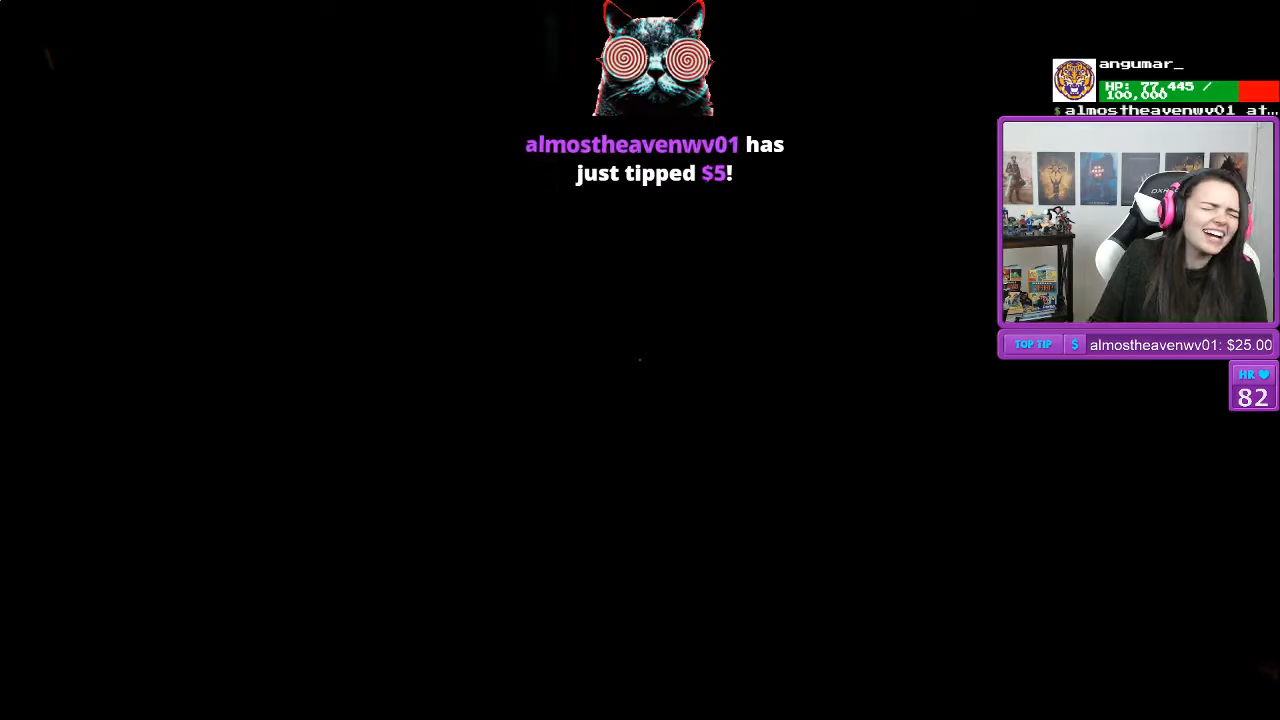 almostheavenwv01 has
just tipped $5!
angumar_
HP: 77,445 /
100,000
$ almostheavenwv01 at...
DXR
TOP TIP $ almostheavenwv01: $25.00
HR
82